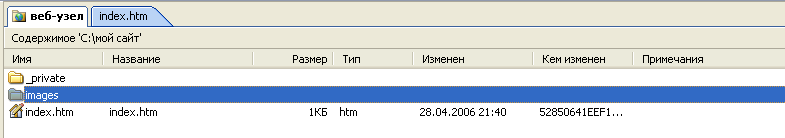 веб-узел index.htm
Содержимое 'C:\мой сайт'
Имя Название Размер Тип Изменен Кем изменен Примечания
_private
images
index.htm index.htm 1КБ htm 28.04.2006 21:40 52850641EEF1...